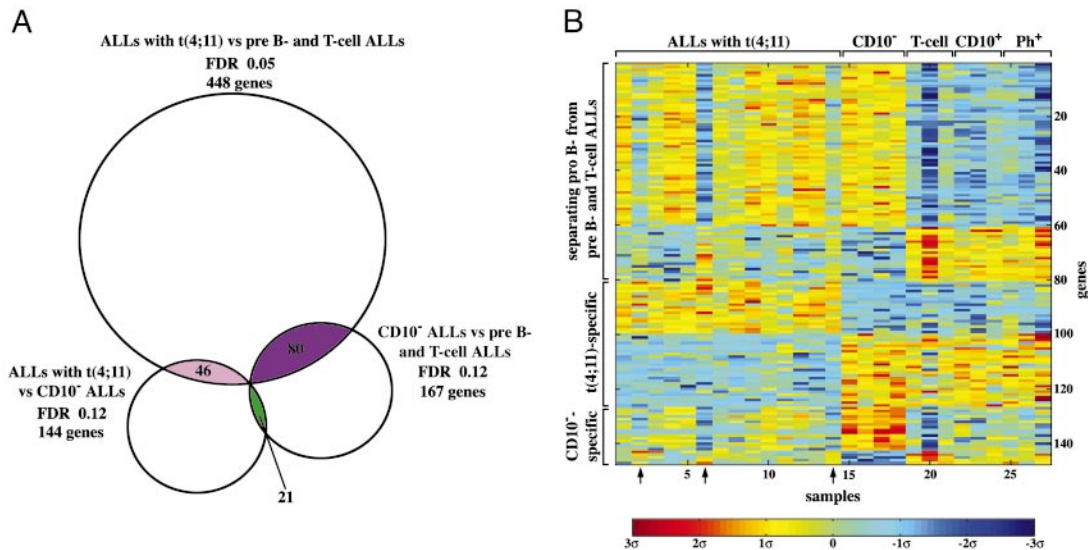 A
ALLs with t(4;11) vs pre B- and T-cell ALLs
FDR 0.05
448 genes
80
46
CD10⁻ ALLs vs pre B-
and T-cell ALLs
FDR 0.12
167 genes
ALLs with t(4;11)
vs CD10⁻ ALLs
FDR 0.12
144 genes
21
B
ALLs with t(4;11) CD10⁻ T-cell CD10⁺ Ph⁺
separating pro B- from
pre B- and T-cell ALLs
t(4;11)-specific
CD10⁻-
specific
20
40
60
80
100
120
140
genes
5 10 15 20 25
samples
3σ 2σ 1σ 0 -1σ -2σ -3σ